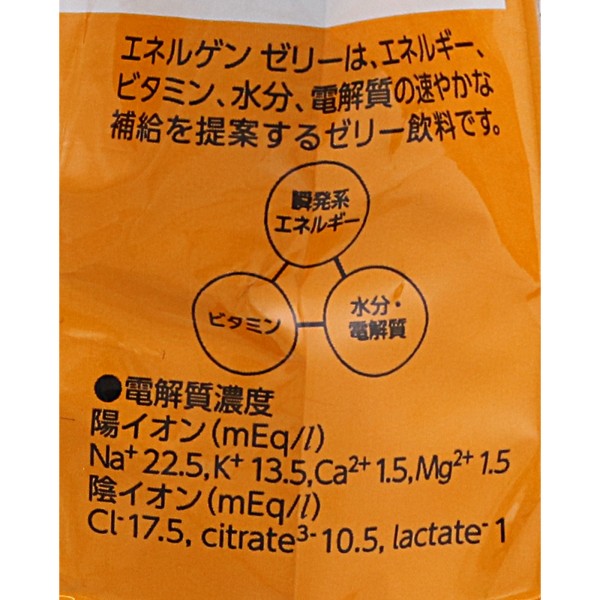 エネルゲン ゼリーは、エネルギー、
ビタミン、水分、電解質の速やかな
補給を提案するゼリー飲料です。
瞬発系
エネルギー
ビタミン
水分・
電解質
●電解質濃度
陽イオン(mEq/l)
Na⁺ 22.5,K⁺ 13.5,Ca²⁺ 1.5,Mg²⁺ 1.5
陰イオン(mEq/l)
Cl⁻17.5, citrate³⁻ 10.5, lactate⁻ 1